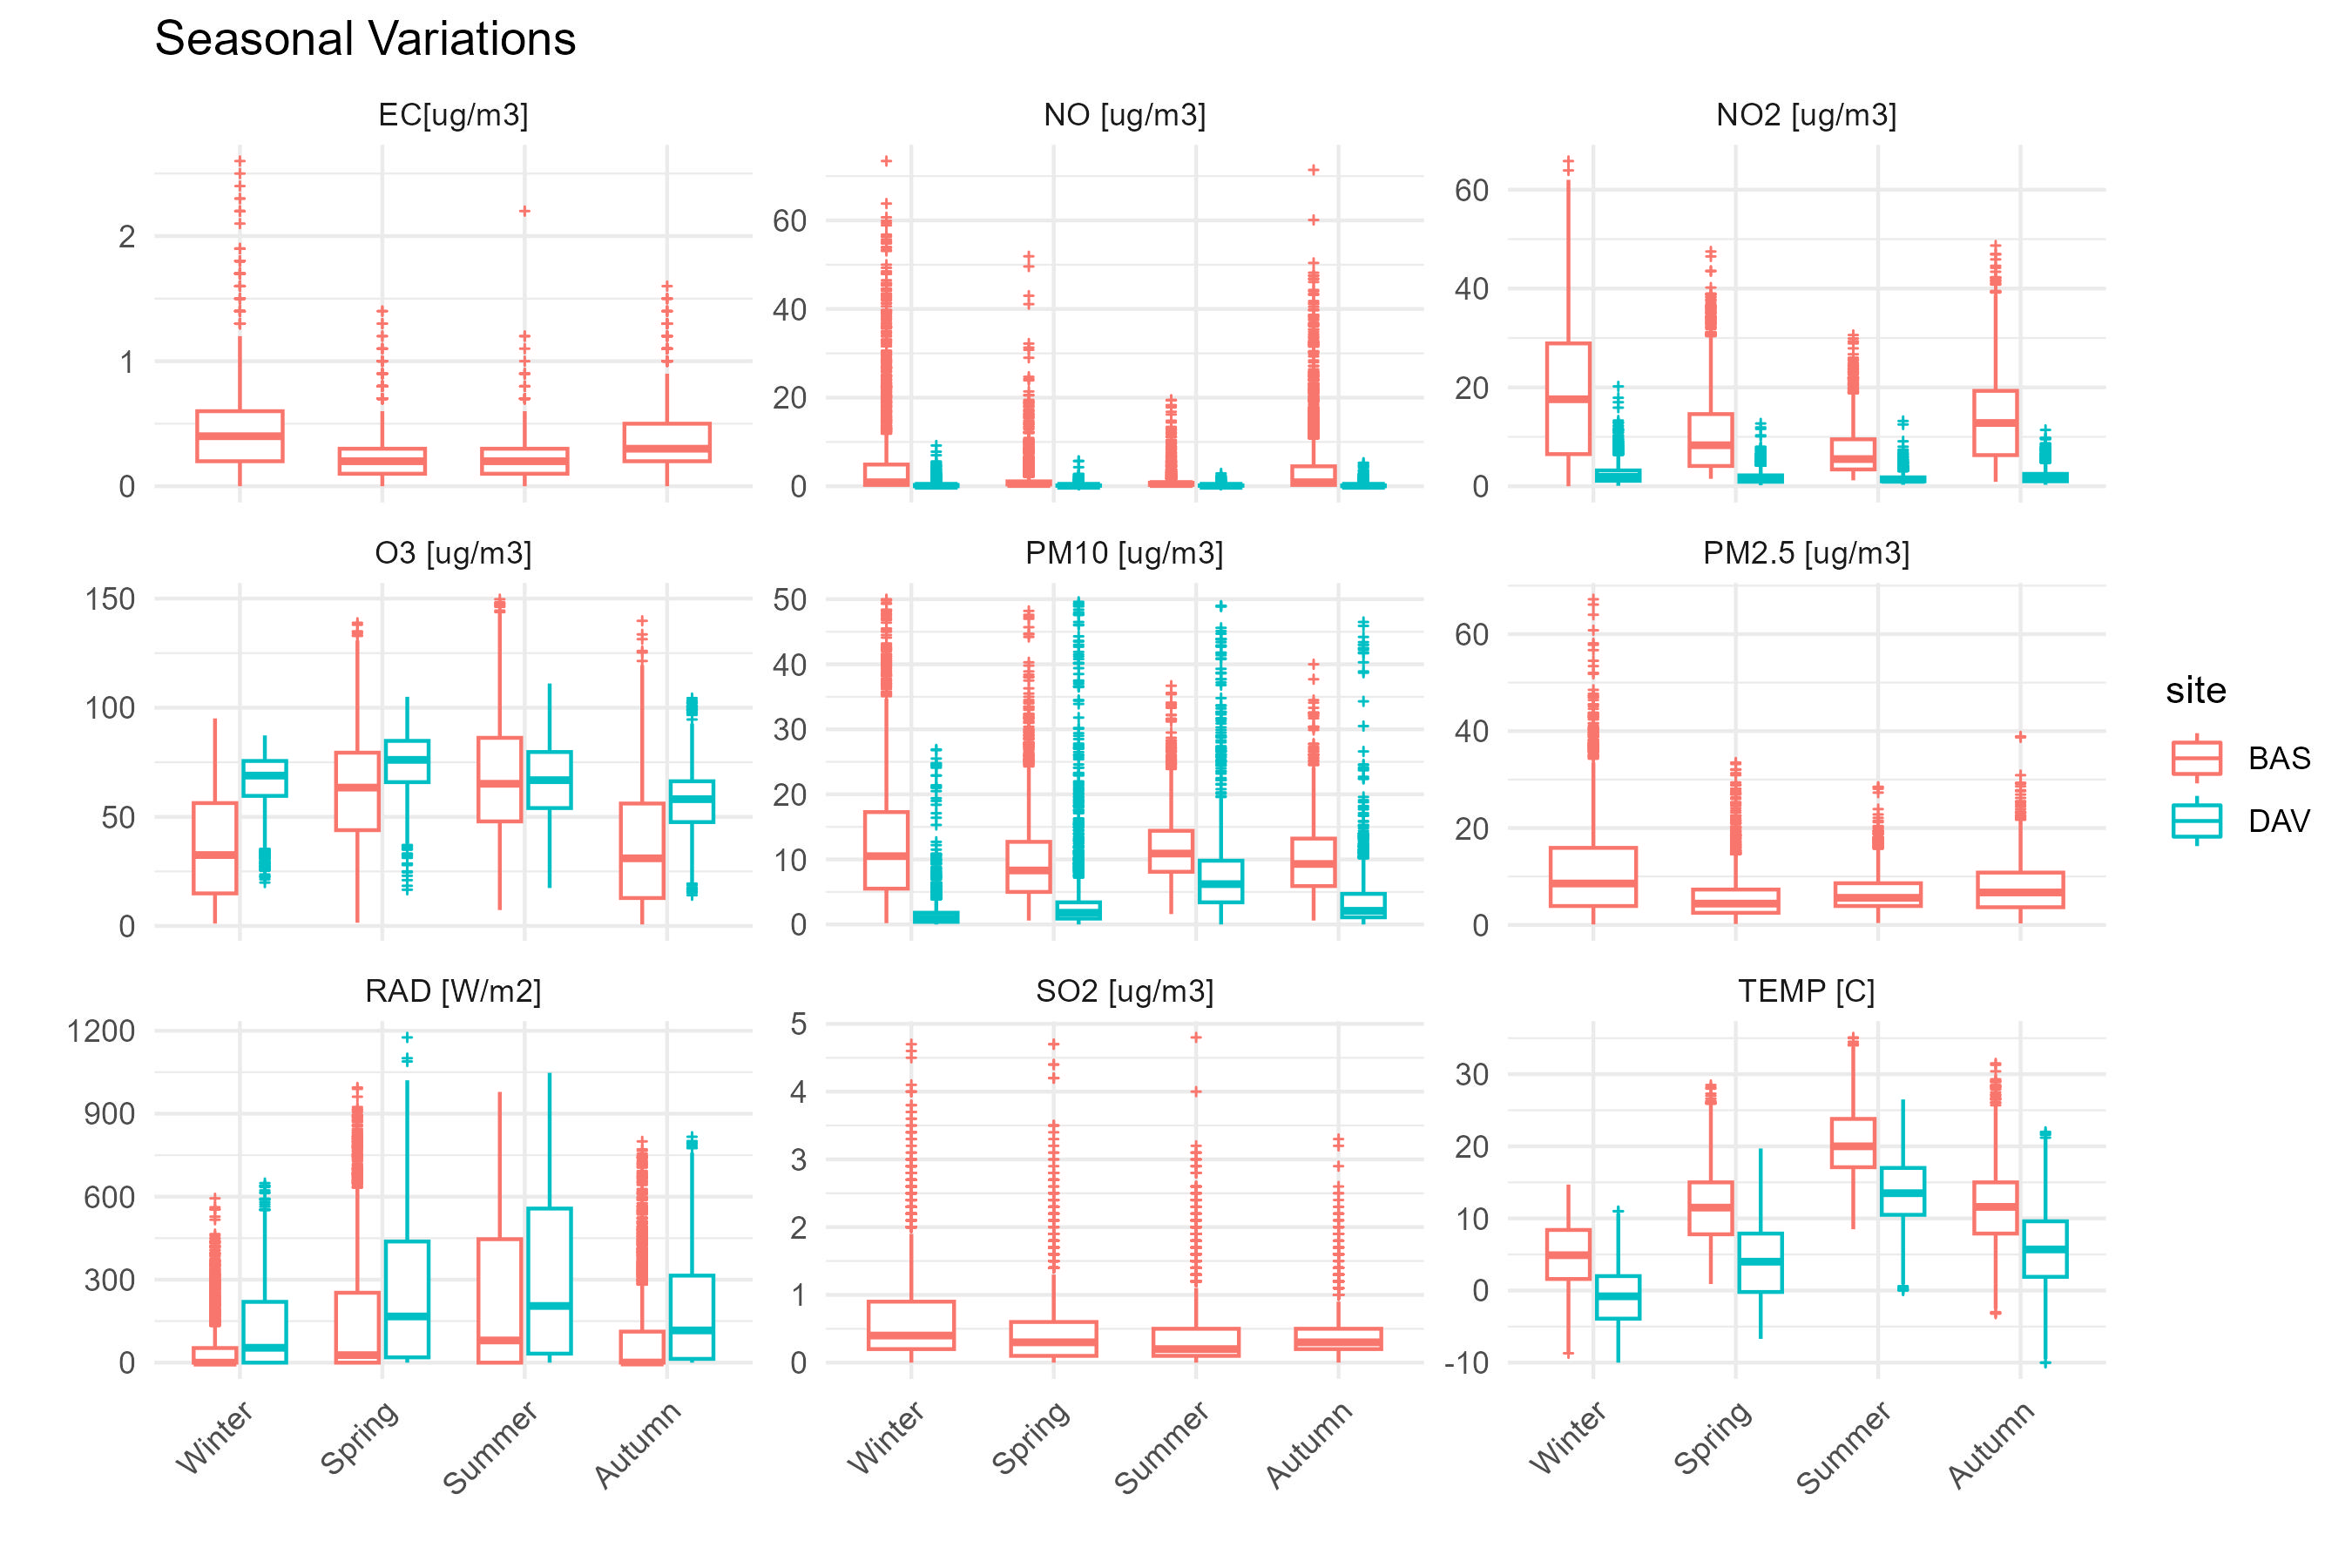 Seasonal Variations
EC[ug/m3]
NO [ug/m3]
NO2 [ug/m3]
2
1
0
60
40
20
0
60
40
20
0
O3 [ug/m3]
PM10 [ug/m3]
PM2.5 [ug/m3]
150
100
50
0
50
40
30
20
10
0
60
40
20
0
site
BAS
DAV
RAD [W/m2]
SO2 [ug/m3]
TEMP [C]
1200
900
600
300
0
5
4
3
2
1
0
30
20
10
0
-10
Winter
Spring
Summer
Autumn
Winter
Spring
Summer
Autumn
Winter
Spring
Summer
Autumn